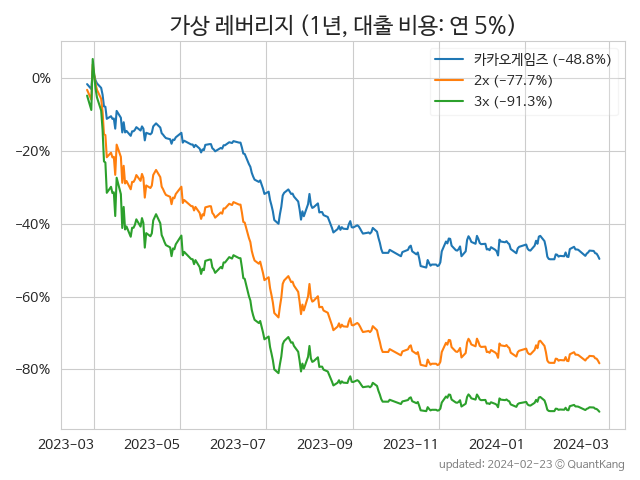 가상 레버리지 (1년, 대출 비용: 연 5%)
카카오게임즈 (−48.8%)
2x (−77.7%)
3x (−91.3%)
0%
−20%
−40%
−60%
−80%
2023-03 2023-05 2023-07 2023-09 2023-11 2024-01 2024-03
updated: 2024-02-23 © QuantKang